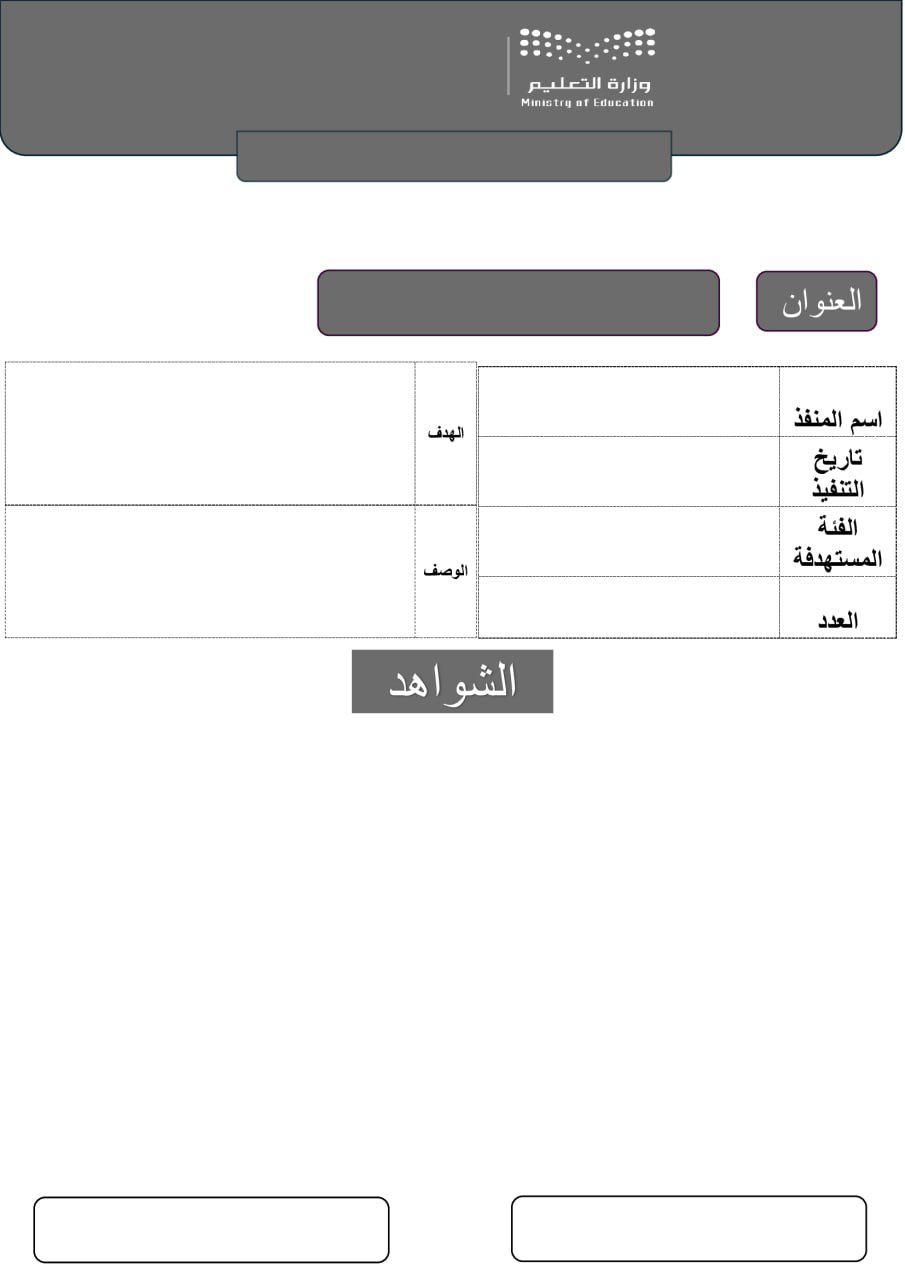 وزارة التعليم
Ministry of Education
العنوان
اسم المنفذ
تاريخ
التنفيذ
الفئة
المستهدفة
العدد
الهدف
الوصف
الشواهد